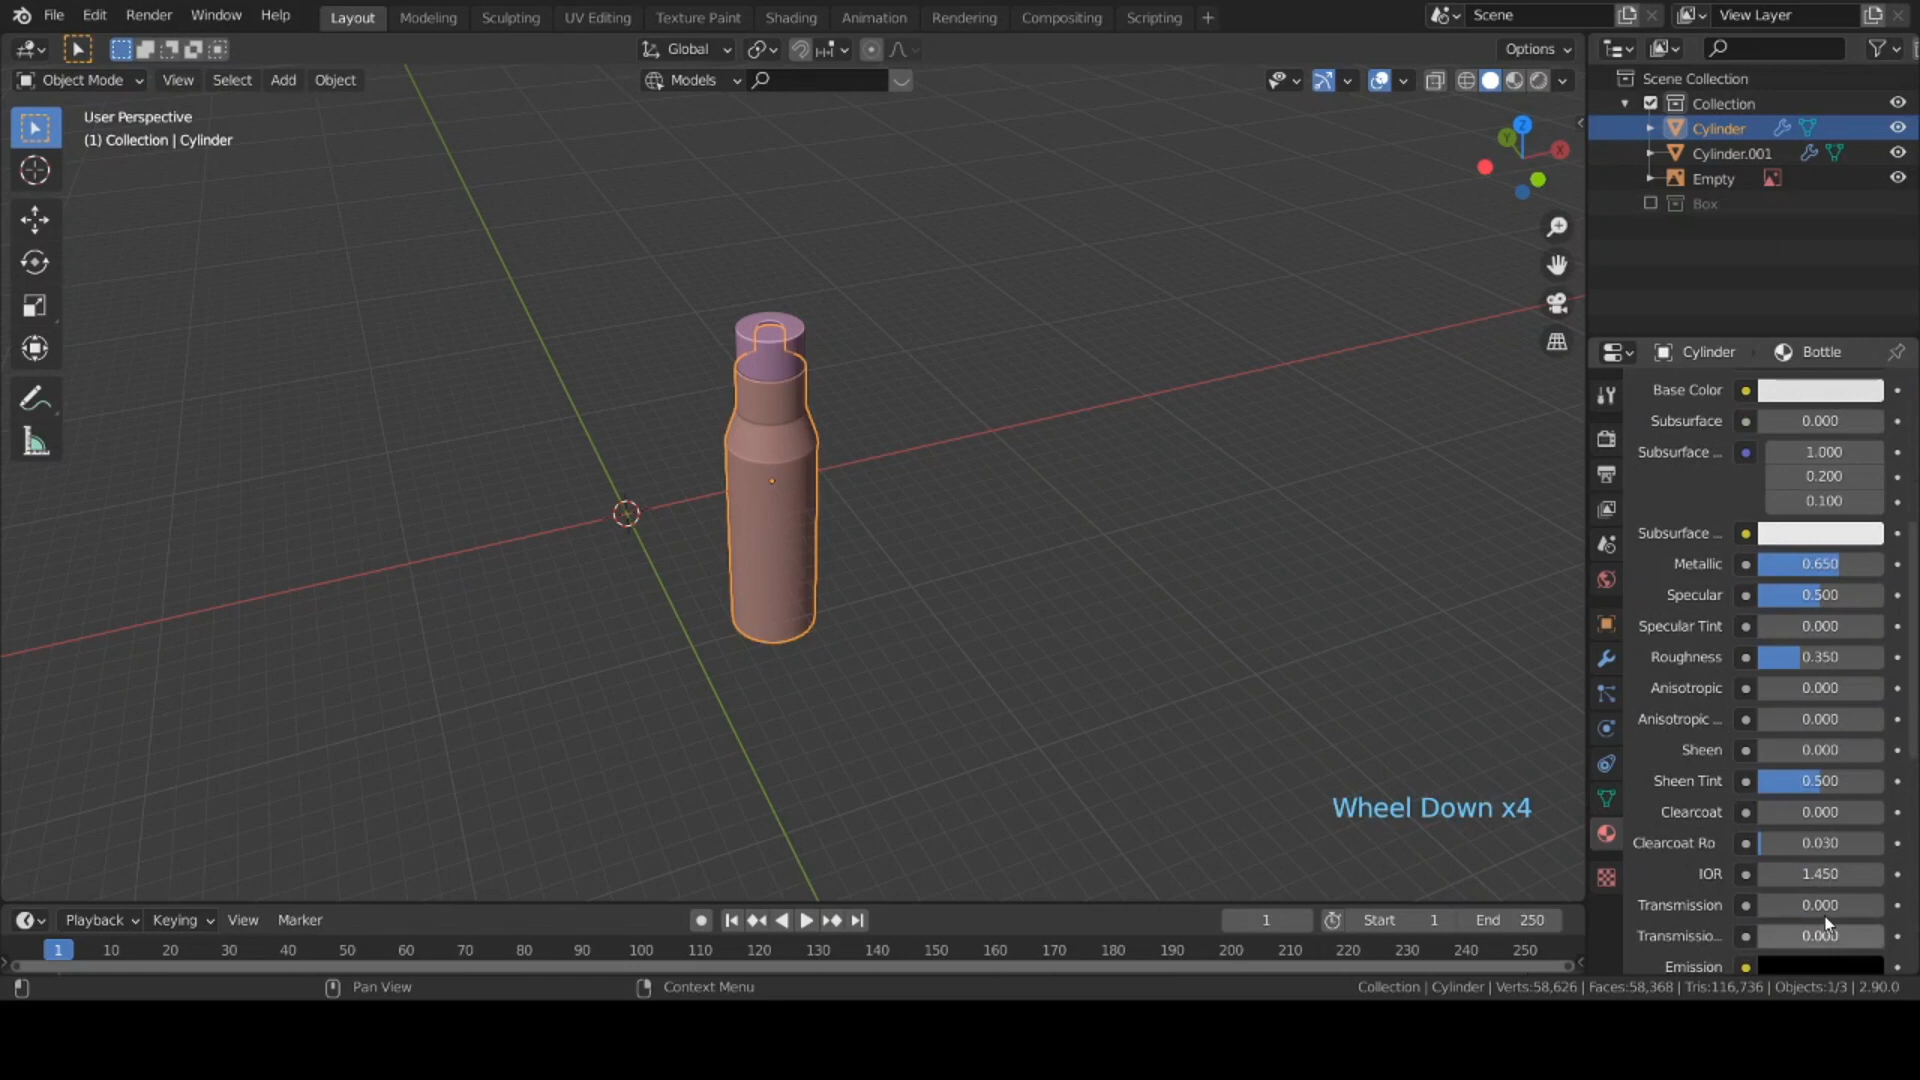 File Edit Render Window Help Layout Modeling Sculpting UV Editing Texture Paint Shading Animation Rendering Compositing Scripting + Scene View Layer
Global Options
Object Mode View Select Add Object Models
User Perspective
(1) Collection | Cylinder
Z
Y
X
Scene Collection
Collection
Cylinder
Cylinder.001
Empty
Box
Cylinder Bottle
Base Color
Subsurface 0.000
Subsurface ... 1.000
0.200
0.100
Subsurface ...
Metallic 0.650
Specular 0.500
Specular Tint 0.000
Roughness 0.350
Anisotropic 0.000
Anisotropic ... 0.000
Sheen 0.000
Sheen Tint 0.500
Clearcoat 0.000
Clearcoat Ro 0.030
IOR 1.450
Transmission 0.000
Transmissio... 0.000
Emission
Wheel Down x4
Playback Keying View Marker 1 Start 1 End 250
1 10 20 30 40 50 60 70 80 90 100 110 120 130 140 150 160 170 180 190 200 210 220 230 240 250
Pan View Context Menu Collection | Cylinder | Verts:58,626 | Faces:58,368 | Tris:116,736 | Objects:1/3 | 2.90.0